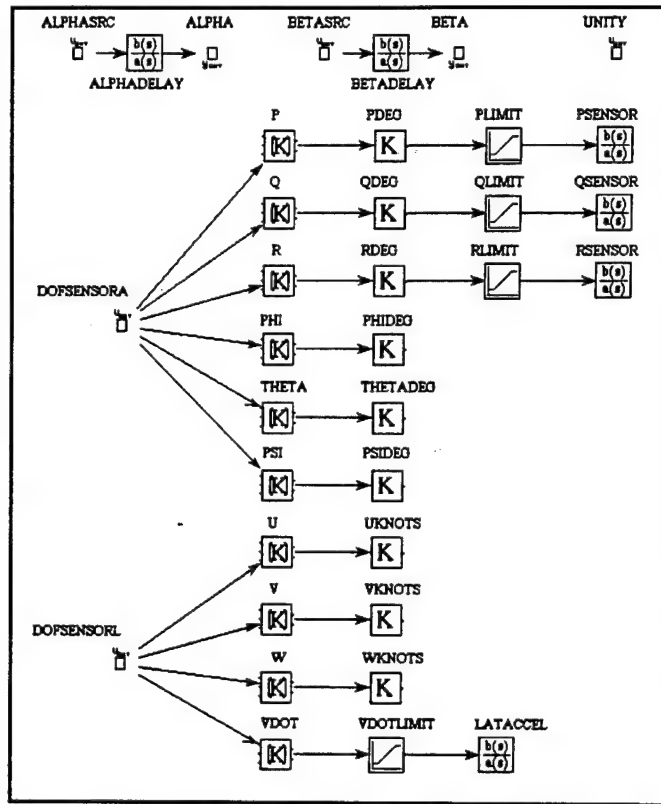 ALPHASRC ALPHA BETASRC BETA UNITY
b(s) b(s)
a(s) a(s)
ALPHADELAY BETADELAY
P PDEG PLIMIT PSENSOR
[K] K b(s)
a(s)
Q QDEG QLIMIT QSENSOR
[K] K b(s)
a(s)
R RDEG RLIMIT RSENSOR
[K] K b(s)
a(s)
DOFSENSORA
PHI PHIDEG
[K] K
THETA THETADEG
[K] K
PSI PSIDEG
[K] K
U UKNOTS
[K] K
V VKNOTS
[K] K
DOFSENSORL
W WKNOTS
[K] K
VDOT VDOTLIMIT LATACCEL
[K] b(s)
a(s)